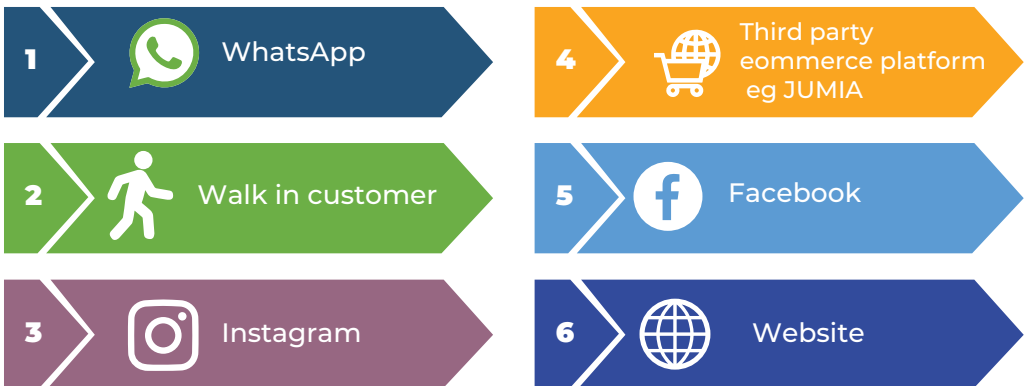 1
WhatsApp
2
Walk in customer
3
Instagram
4
Third party
eommerce platform
eg JUMIA
5
Facebook
6
Website